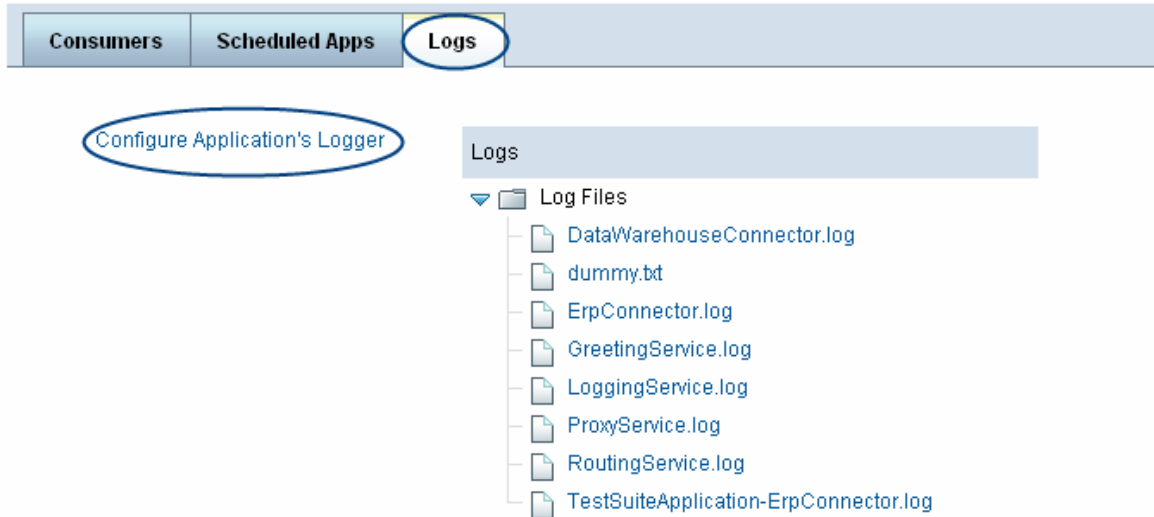 Consumers Scheduled Apps Logs
Configure Application's Logger
Logs
Log Files
DataWarehouseConnector.log
dummy.txt
ErpConnector.log
GreetingService.log
LoggingService.log
ProxyService.log
RoutingService.log
TestSuiteApplication-ErpConnector.log